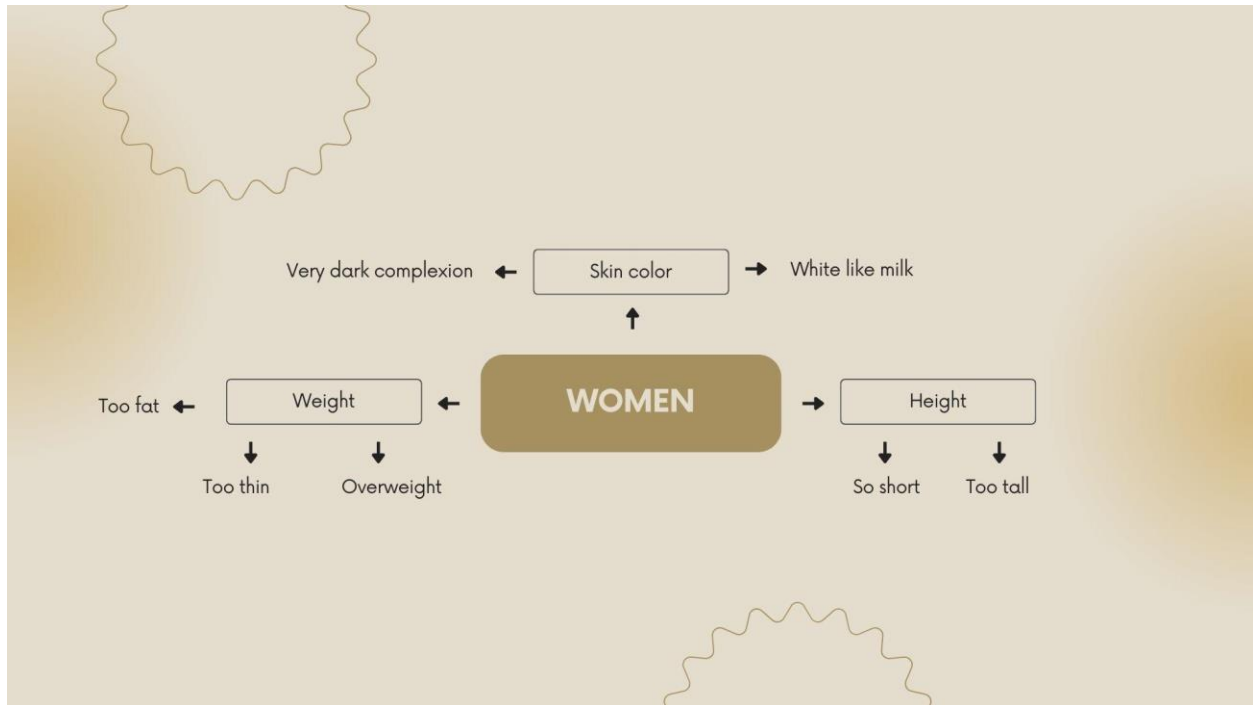 Very dark complexion
Skin color
White like milk
WOMEN
Too fat
Weight
Height
Too thin
Overweight
So short
Too tall